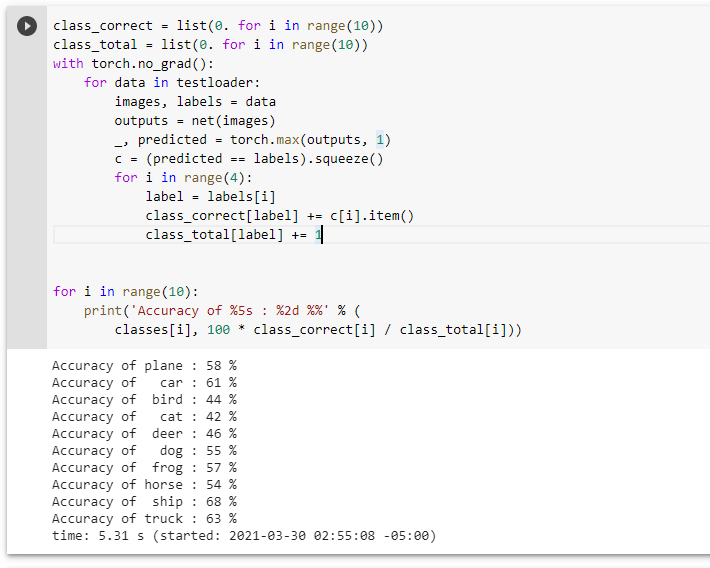 class_correct = list(0. for i in range(10))
class_total = list(0. for i in range(10))
with torch.no_grad():
    for data in testloader:
        images, labels = data
        outputs = net(images)
        _, predicted = torch.max(outputs, 1)
        c = (predicted == labels).squeeze()
        for i in range(4):
            label = labels[i]
            class_correct[label] += c[i].item()
            class_total[label] += 1
for i in range(10):
    print('Accuracy of %5s : %2d %%' % (
        classes[i], 100 * class_correct[i] / class_total[i]))
Accuracy of plane : 58 %
Accuracy of   car : 61 %
Accuracy of  bird : 44 %
Accuracy of   cat : 42 %
Accuracy of  deer : 46 %
Accuracy of   dog : 55 %
Accuracy of  frog : 57 %
Accuracy of horse : 54 %
Accuracy of  ship : 68 %
Accuracy of truck : 63 %
time: 5.31 s (started: 2021-03-30 02:55:08 -05:00)